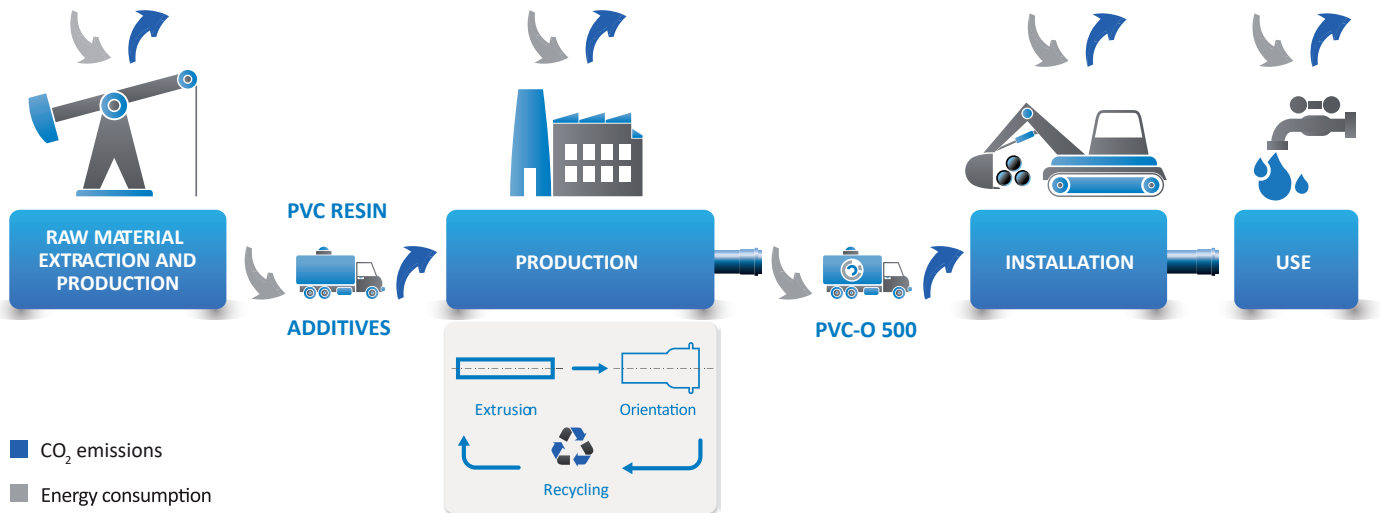 PVC RESIN
RAW MATERIAL
EXTRACTION AND
PRODUCTION
PRODUCTION
INSTALLATION
USE
ADDITIVES
PVC-O 500
Extrusion
Orientation
Recycling
CO₂ emissions
Energy consumption